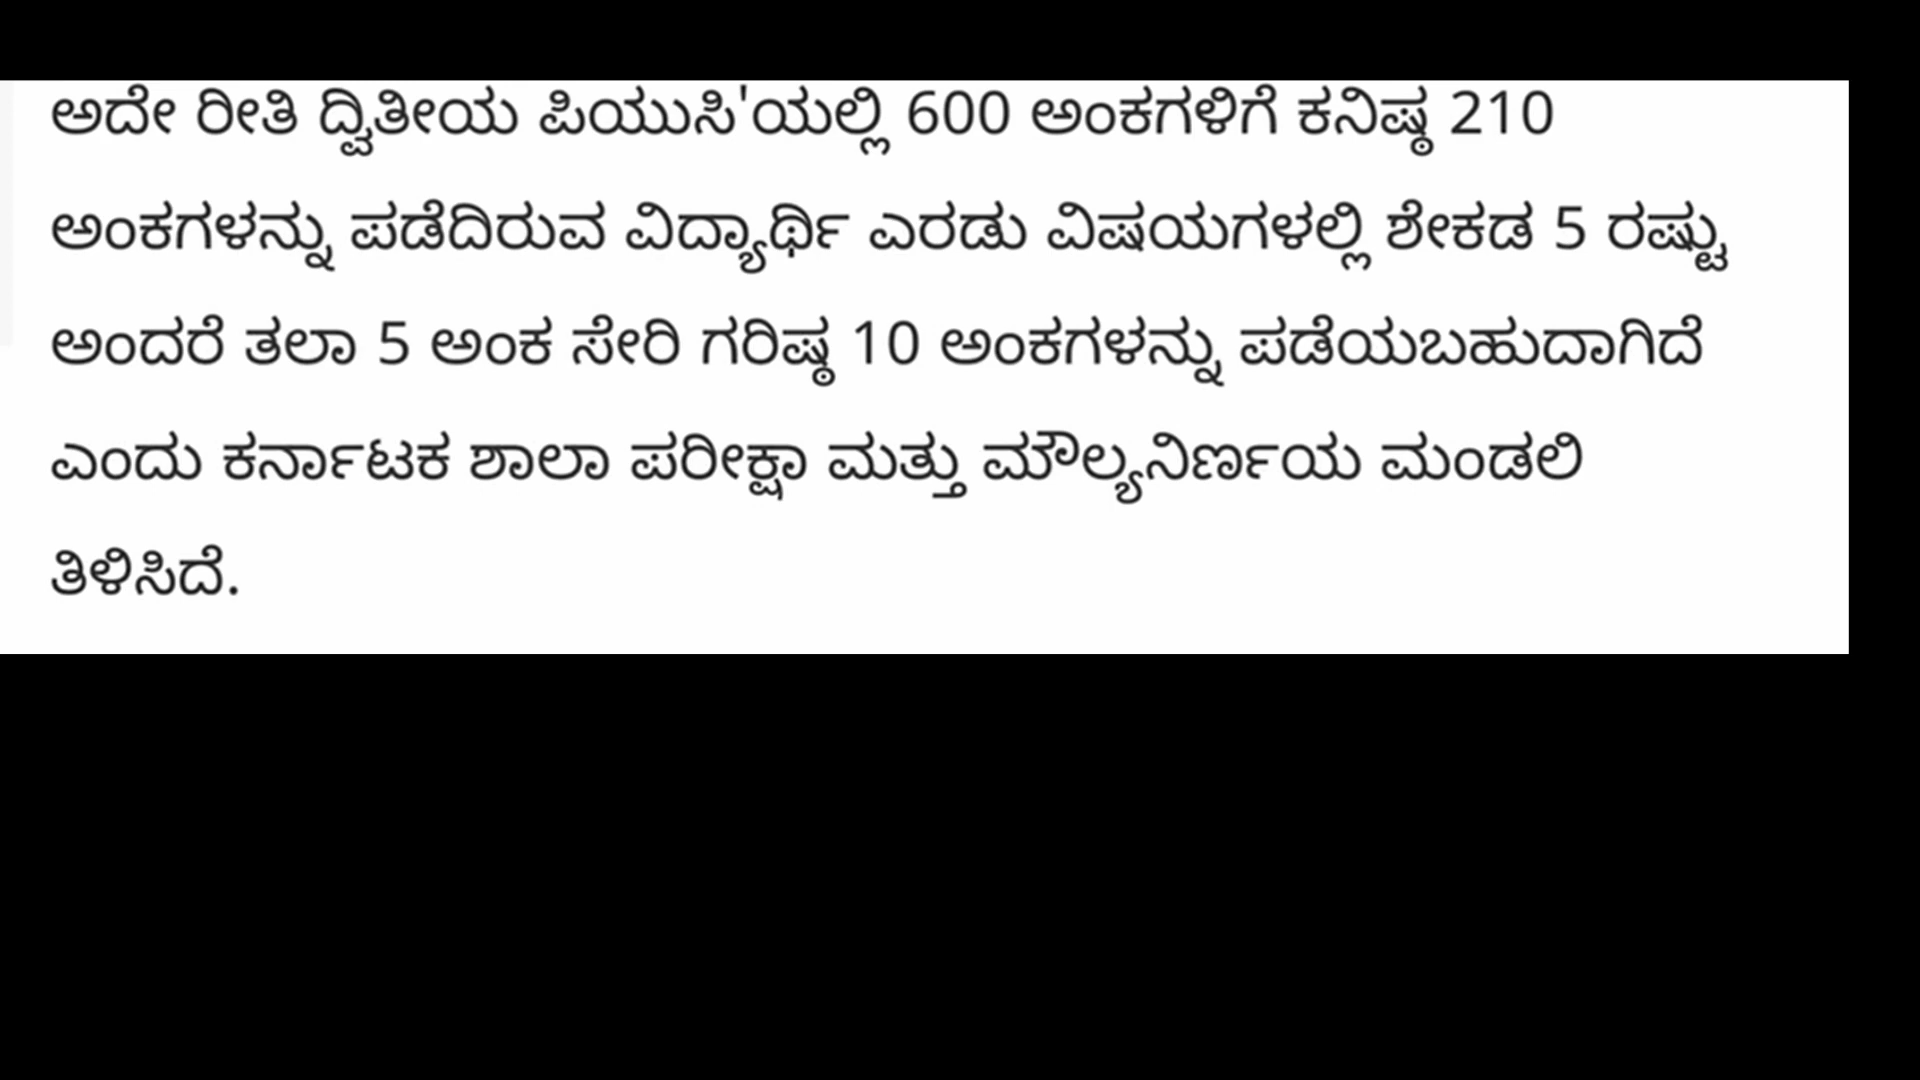 ಅದೇ ರೀತಿ ದ್ವಿತೀಯ ಪಿಯುಸಿ'ಯಲ್ಲಿ 600 ಅಂಕಗಳಿಗೆ ಕನಿಷ್ಠ 210
ಅಂಕಗಳನ್ನು ಪಡೆದಿರುವ ವಿದ್ಯಾರ್ಥಿ ಎರಡು ವಿಷಯಗಳಲ್ಲಿ ಶೇಕಡ 5 ರಷ್ಟು
ಅಂದರೆ ತಲಾ 5 ಅಂಕ ಸೇರಿ ಗರಿಷ್ಠ 10 ಅಂಕಗಳನ್ನು ಪಡೆಯಬಹುದಾಗಿದೆ
ಎಂದು ಕರ್ನಾಟಕ ಶಾಲಾ ಪರೀಕ್ಷಾ ಮತ್ತು ಮೌಲ್ಯನಿರ್ಣಯ ಮಂಡಲಿ
ತಿಳಿಸಿದೆ.